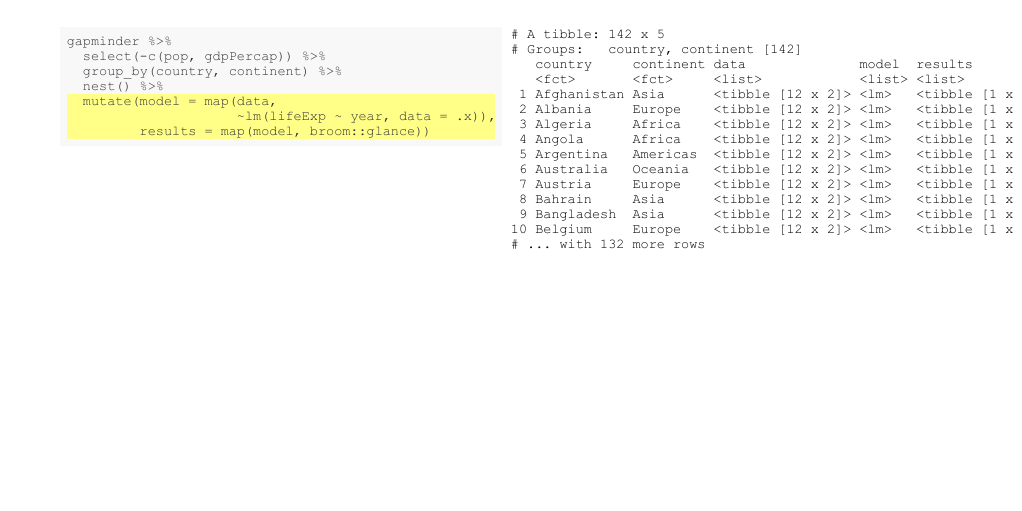 gapminder %>%
  select(-c(pop, gdpPercap)) %>%
  group_by(country, continent) %>%
  nest() %>%
  mutate(model = map(data,
                     ~lm(lifeExp ~ year, data = .x)),
         results = map(model, broom::glance))
# A tibble: 142 x 5
# Groups:   country, continent [142]
   country     continent data              model  results
   <fct>       <fct>     <list>            <list> <list>
 1 Afghanistan Asia      <tibble [12 x 2]> <lm>   <tibble [1 x
 2 Albania     Europe    <tibble [12 x 2]> <lm>   <tibble [1 x
 3 Algeria     Africa    <tibble [12 x 2]> <lm>   <tibble [1 x
 4 Angola      Africa    <tibble [12 x 2]> <lm>   <tibble [1 x
 5 Argentina   Americas  <tibble [12 x 2]> <lm>   <tibble [1 x
 6 Australia   Oceania   <tibble [12 x 2]> <lm>   <tibble [1 x
 7 Austria     Europe    <tibble [12 x 2]> <lm>   <tibble [1 x
 8 Bahrain     Asia      <tibble [12 x 2]> <lm>   <tibble [1 x
 9 Bangladesh  Asia      <tibble [12 x 2]> <lm>   <tibble [1 x
10 Belgium     Europe    <tibble [12 x 2]> <lm>   <tibble [1 x
# ... with 132 more rows